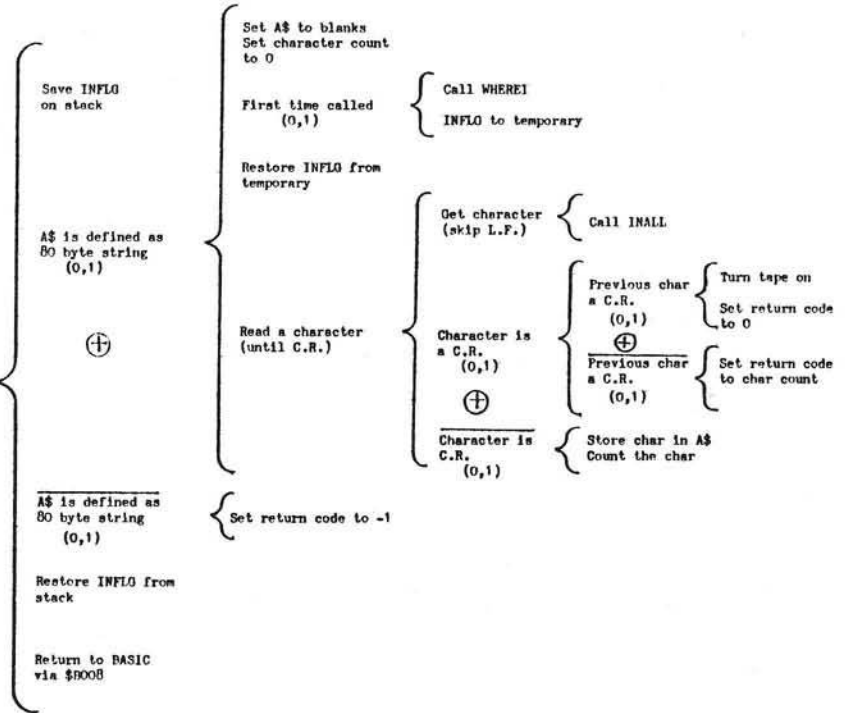 Save INFLG
on stack
A$ is defined as
80 byte string
(0,1)
+
A$ is defined as
80 byte string
(0,1)
Restore INFLG from
stack
Return to BASIC
via $B00B
Set A$ to blanks
Set character count
to 0
First time called
(0,1)
Restore INFLG from
temporary
Read a character
(until C.R.)
Set return code to -1
Call WHEREI
INFLG to temporary
Get character
(skip L.F.)
Character is
a C.R.
(0,1)
+
Character is
C.R.
(0,1)
Call INALL
Previous char
a C.R.
(0,1)
+
Previous char
a C.R.
(0,1)
Store char in A$
Count the char
Turn tape on
Set return code
to 0
Set return code
to char count